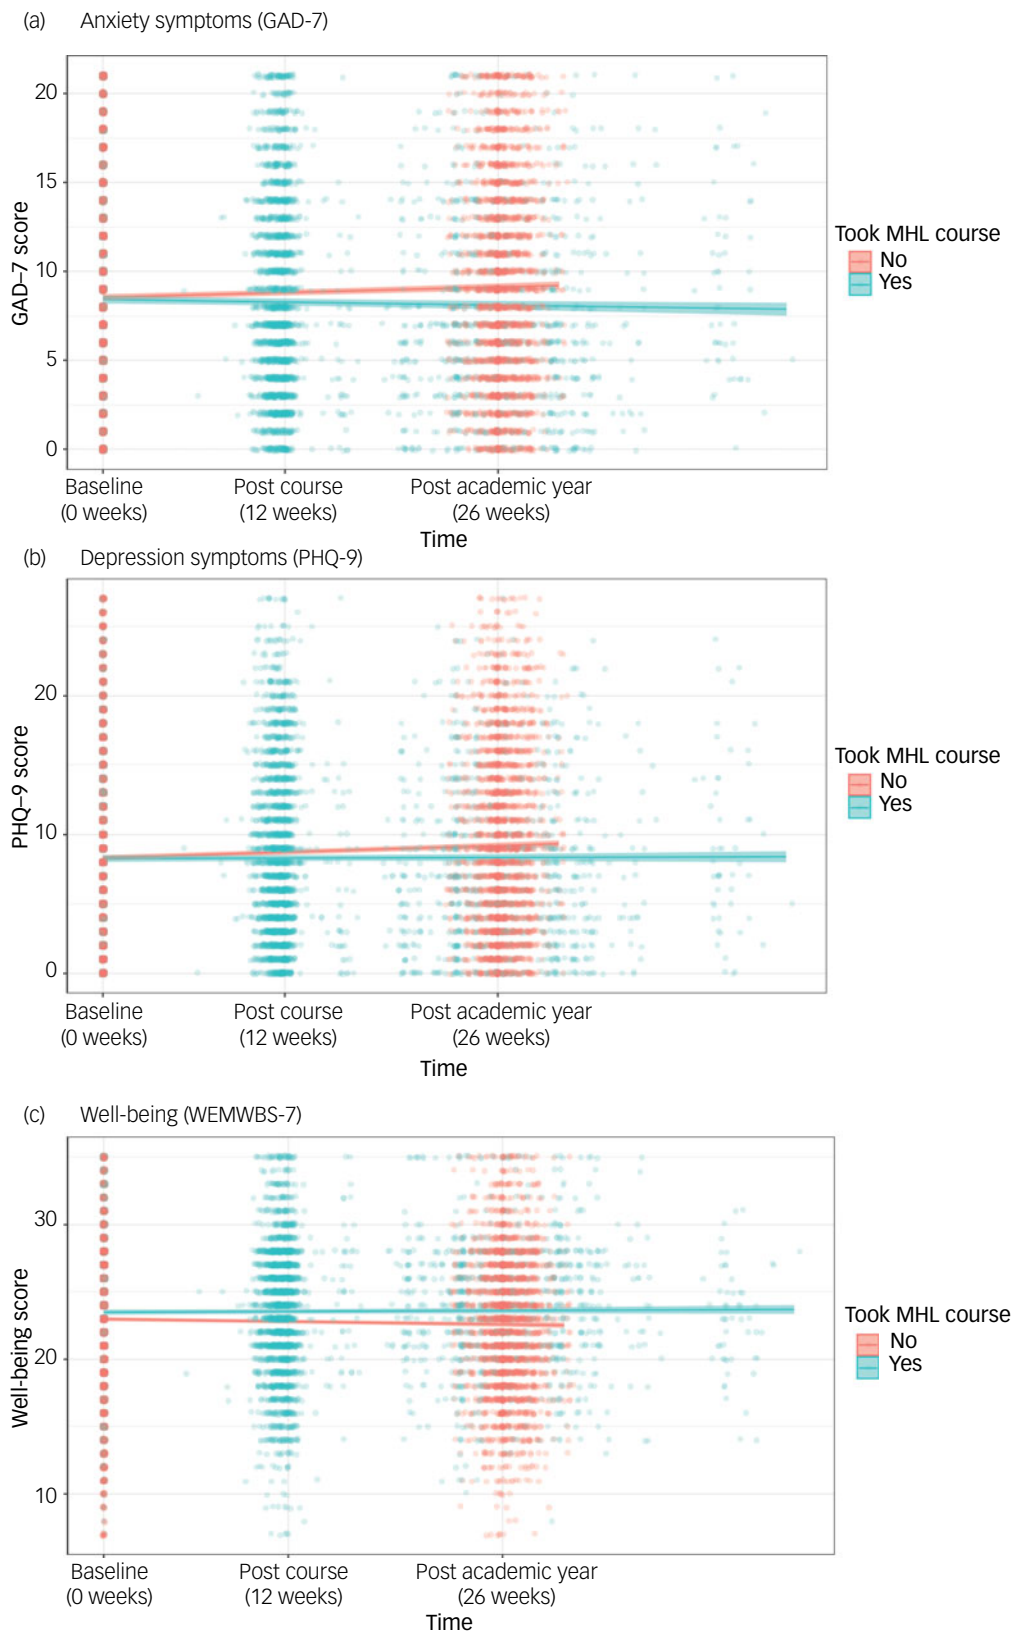 (a) Anxiety symptoms (GAD-7)
20
15
10
5
0
GAD–7 score
Baseline
(0 weeks)
Post course
(12 weeks)
Post academic year
(26 weeks)
Time
Took MHL course
No
Yes
(b) Depression symptoms (PHQ-9)
20
10
0
PHQ–9 score
Baseline
(0 weeks)
Post course
(12 weeks)
Post academic year
(26 weeks)
Time
Took MHL course
No
Yes
(c) Well-being (WEMWBS-7)
30
20
10
Well-being score
Baseline
(0 weeks)
Post course
(12 weeks)
Post academic year
(26 weeks)
Time
Took MHL course
No
Yes